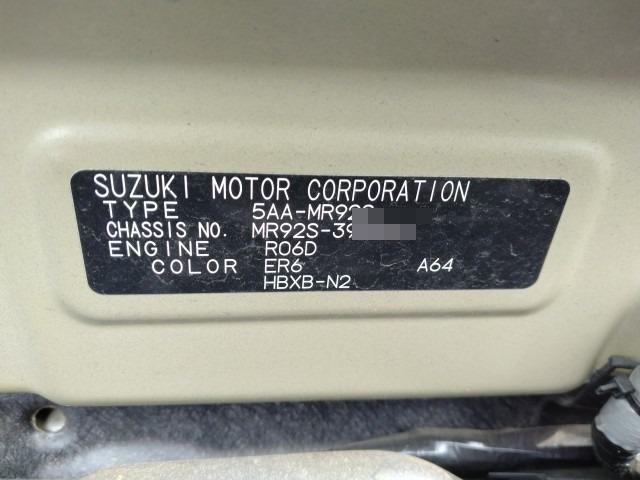 SUZUKI MOTOR CORPORATION
TYPE 5AA-MR92S
CHASSIS NO. MR92S-39
ENGINE R06D
COLOR ER6 A64
HBXB-N2